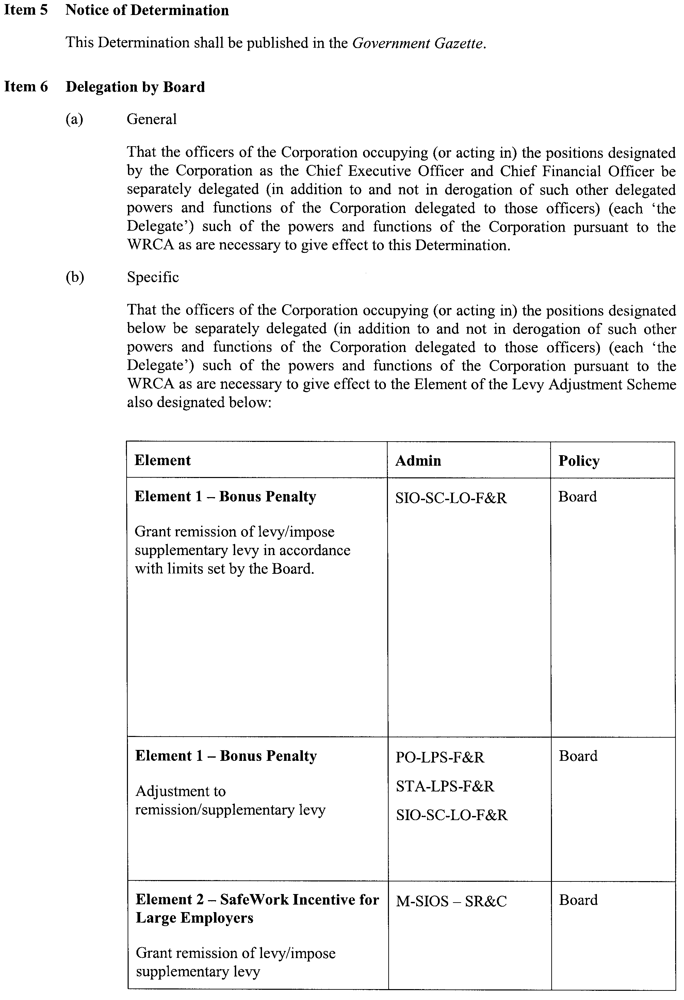 Item 5 Notice of Determination
This Determination shall be published in the Government Gazette.
Item 6 Delegation by Board
(a) General
That the officers of the Corporation occupying (or acting in) the positions designated
by the Corporation as the Chief Executive Officer and Chief Financial Officer be
separately delegated (in addition to and not in derogation of such other delegated
powers and functions of the Corporation delegated to those officers) (each ‘the
Delegate’) such of the powers and functions of the Corporation pursuant to the
WRCA as are necessary to give effect to this Determination.
(b) Specific
That the officers of the Corporation occupying (or acting in) the positions designated
below be separately delegated (in addition to and not in derogation of such other
powers and functions of the Corporation delegated to those officers) (each ‘the
Delegate’) such of the powers and functions of the Corporation pursuant to the
WRCA as are necessary to give effect to the Element of the Levy Adjustment Scheme
also designated below:
Element Admin Policy
Element 1 – Bonus Penalty SIO-SC-LO-F&R Board
Grant remission of levy/impose
supplementary levy in accordance
with limits set by the Board.
Element 1 – Bonus Penalty PO-LPS-F&R Board
STA-LPS-F&R
Adjustment to
remission/supplementary levy
SIO-SC-LO-F&R
Element 2 – SafeWork Incentive for M-SIOS – SR&C Board
Large Employers
Grant remission of levy/impose
supplementary levy